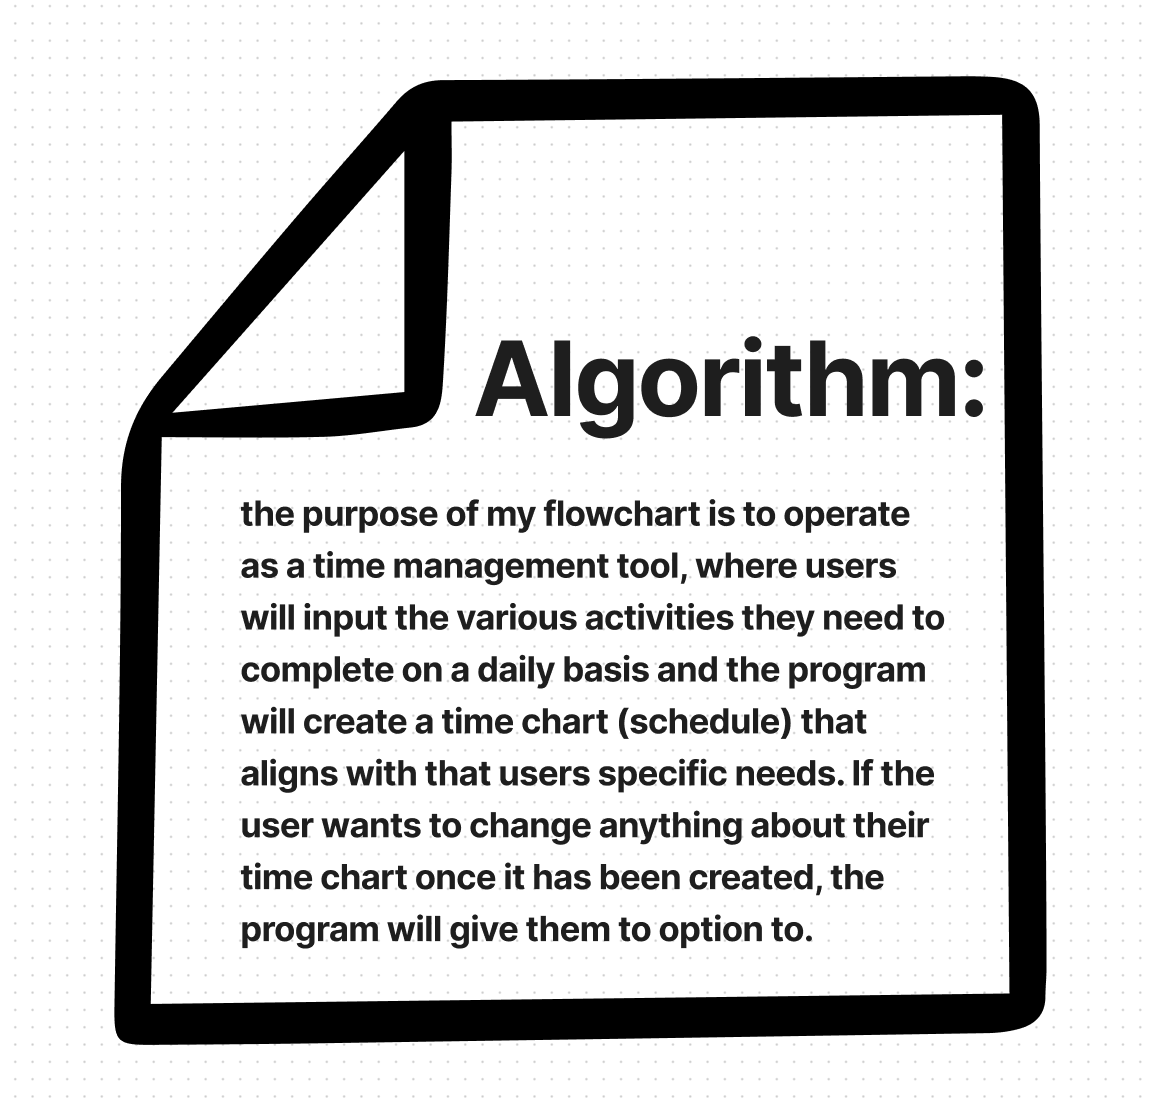 Algorithm:
the purpose of my flowchart is to operate
as a time management tool, where users
will input the various activities they need to
complete on a daily basis and the program
will create a time chart (schedule) that
aligns with that users specific needs. If the
user wants to change anything about their
time chart once it has been created, the
program will give them to option to.